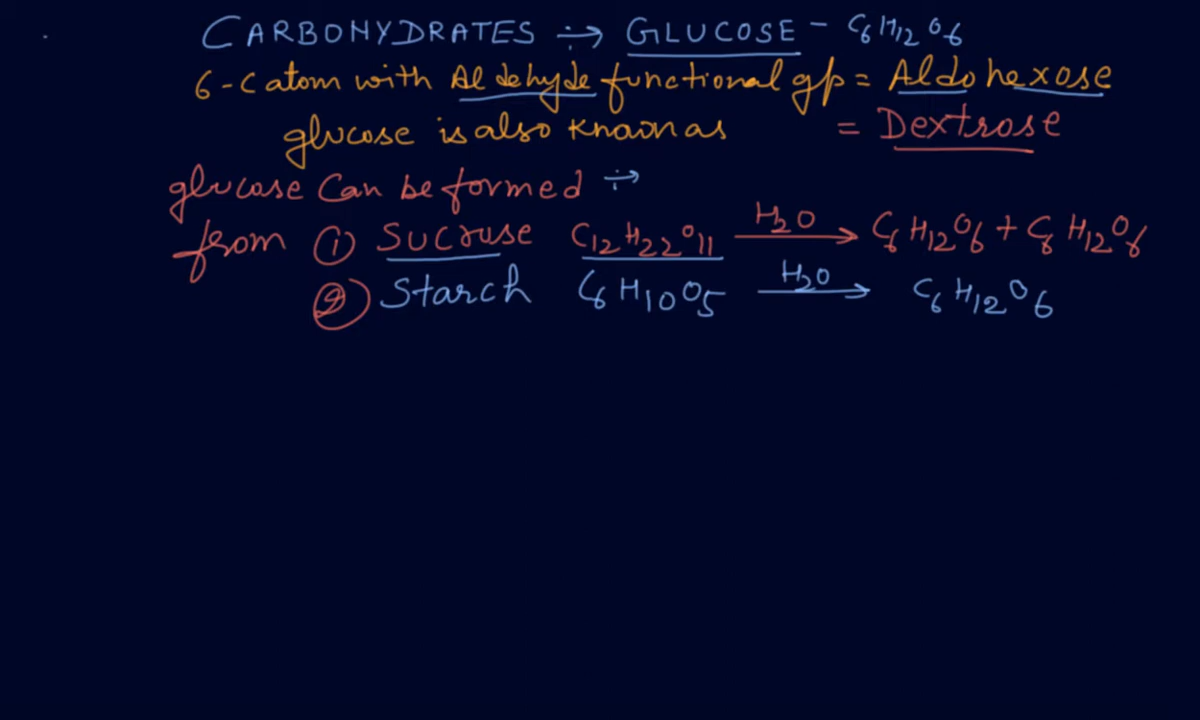 CARBOHYDRATES ÷> GLUCOSE - C6H12O6
6-C atom with Aldehyde functional gp = Aldohexose
glucose is also known as = Dextrose
glucose can be formed ÷>
from ① Sucruse C12H22O11 H2O → C6H12O6 + C6H12O6
② Starch C6H10O5 H2O → C6H12O6